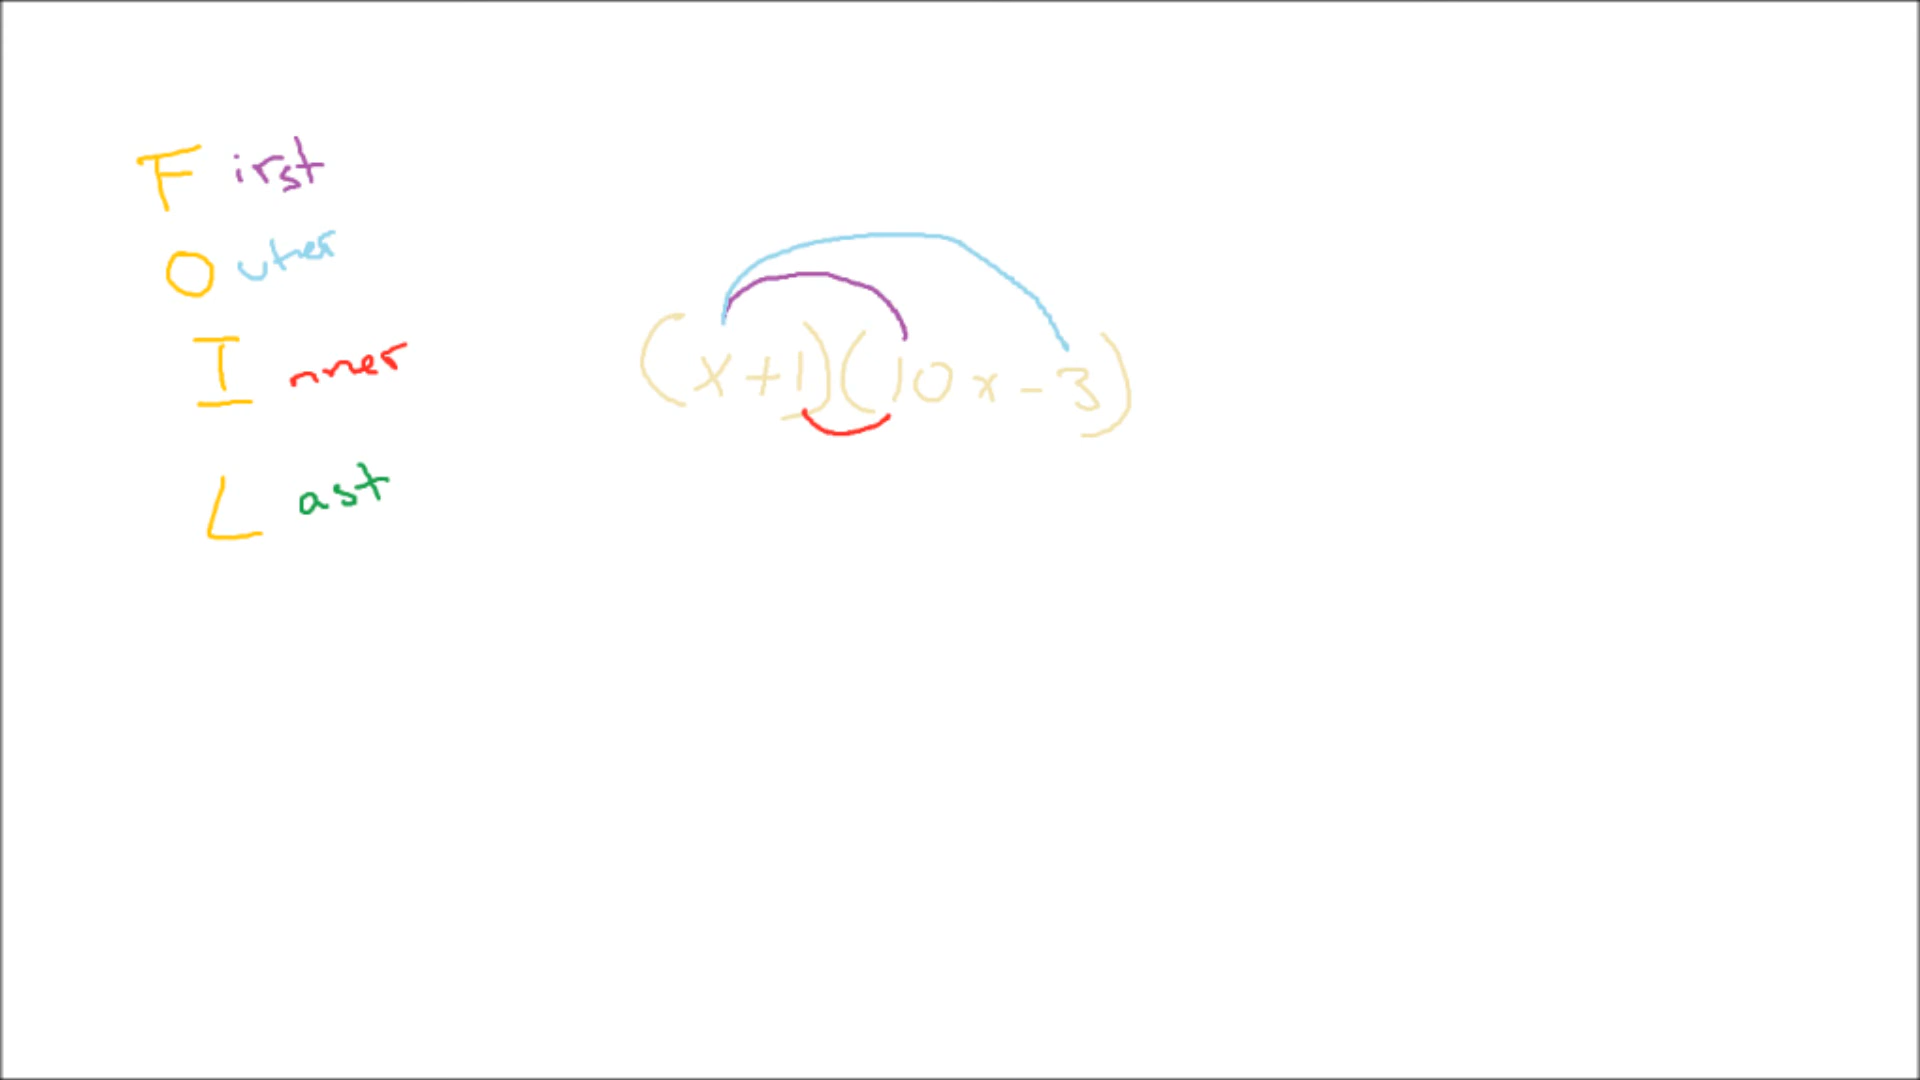 First
Outer
Inner
Last
(x+1)(10x-3)